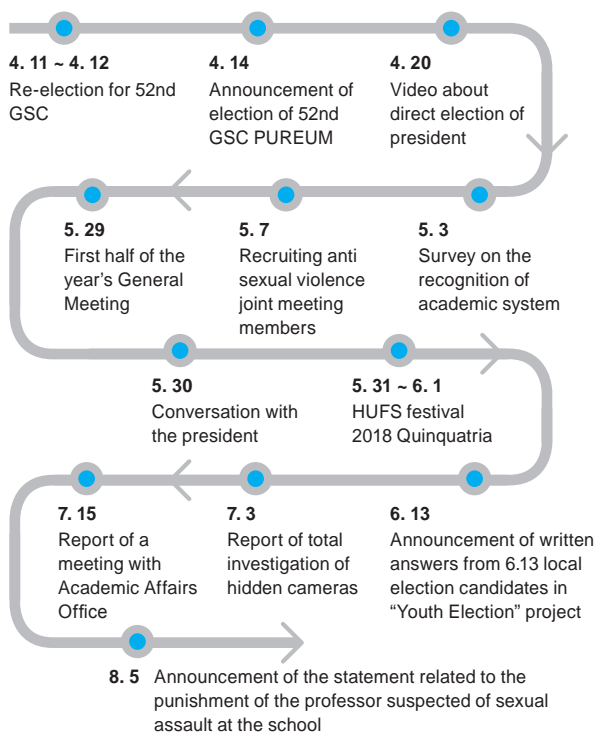 4. 11 ~ 4. 12
Re-election for 52nd
GSC
4. 14
Announcement of
election of 52nd
GSC PUREUM
4. 20
Video about
direct election of
president
5. 3
Survey on the
recognition of
academic system
5. 7
Recruiting anti
sexual violence
joint meeting
members
5. 29
First half of the
year's General
Meeting
5. 30
Conversation with
the president
5. 31 ~ 6. 1
HUFS festival
2018 Quinquatria
6. 13
Announcement of written
answers from 6.13 local
election candidates in
“Youth Election” project
7. 3
Report of total
investigation of
hidden cameras
7. 15
Report of a
meeting with
Academic Affairs
Office
8. 5 Announcement of the statement related to the
punishment of the professor suspected of sexual
assault at the school